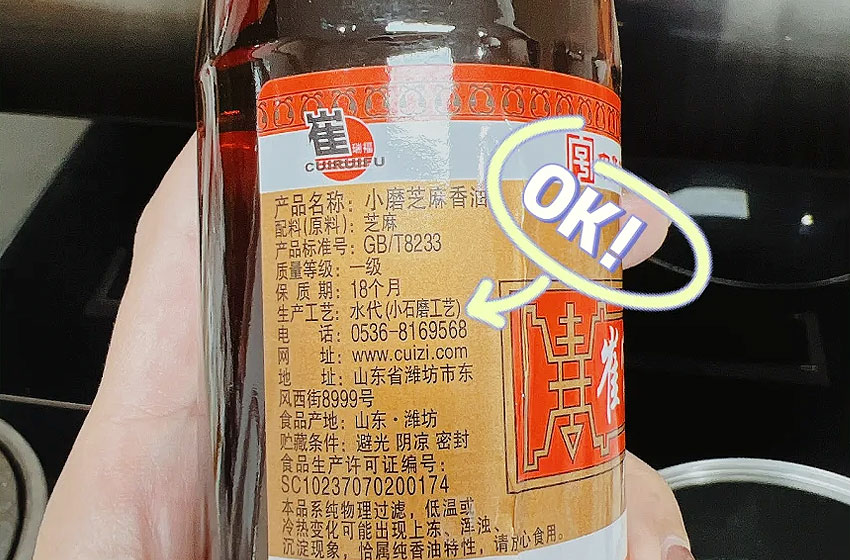 崔
瑞福
CUIRUIFU
OK!
产品名称：小磨芝麻香油
配料(原料)：芝麻
产品标准号：GB/T8233
质量等级：一级
保 质 期：18个月
生产工艺：水代(小石磨工艺)
电 话：0536-8169568
网 址：www.cuizi.com
地 址：山东省潍坊市东
风西街8999号
食品产地：山东·潍坊
贮藏条件：避光 阴凉 密封
食品生产许可证编号：
SC10237070200174
本品系纯物理过滤，低温或
冷热变化可能出现上冻、浑浊、
沉淀现象，恰属纯香油特性，请放心食用。
崔